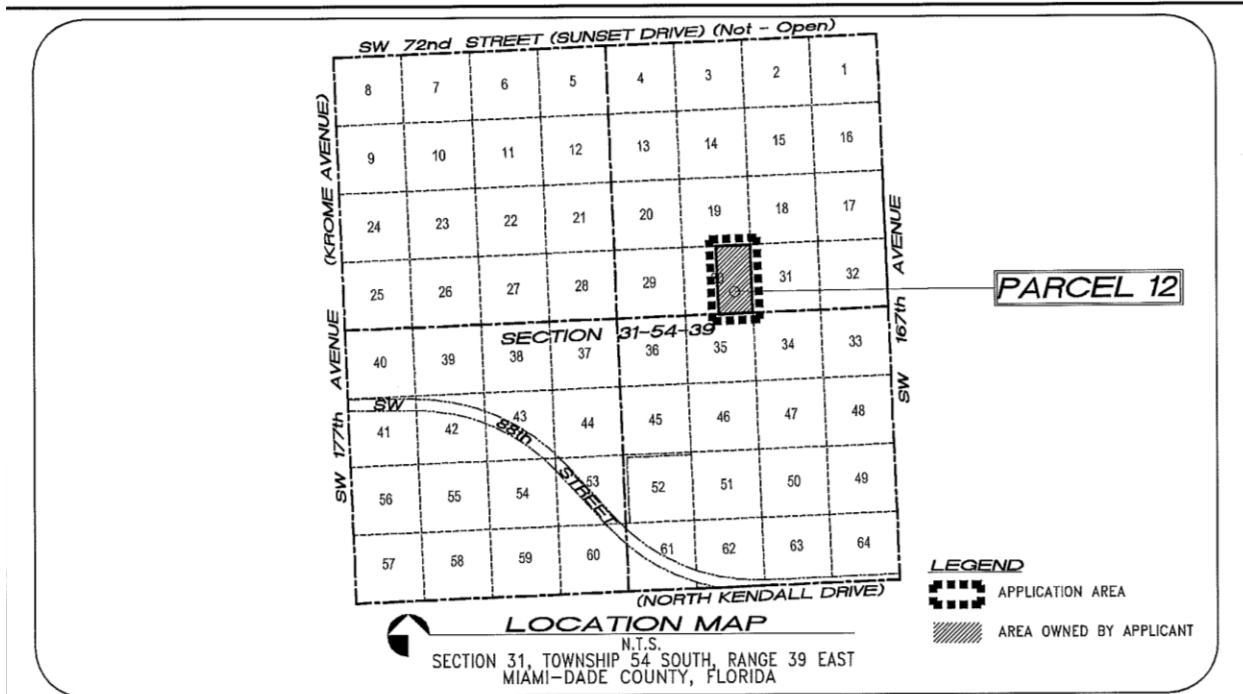 SW 72nd STREET (SUNSET DRIVE) (Not - Open)
8 7 6 5 4 3 2 1
9 10 11 12 13 14 15 16
(KROME AVENUE)
24 23 22 21 20 19 18 17
25 26 27 28 29 31 32
PARCEL 12
SECTION 31-54-39
40 39 38 37 36 35 34 33
SW 167th AVENUE
SW 88th STREET
41 42 43 44 45 46 47 48
SW 177th AVENUE
56 55 54 53 52 51 50 49
57 58 59 60 61 62 63 64
(NORTH KENDALL DRIVE)
LEGEND
APPLICATION AREA
AREA OWNED BY APPLICANT
LOCATION MAP
N.T.S.
SECTION 31, TOWNSHIP 54 SOUTH, RANGE 39 EAST
MIAMI-DADE COUNTY, FLORIDA